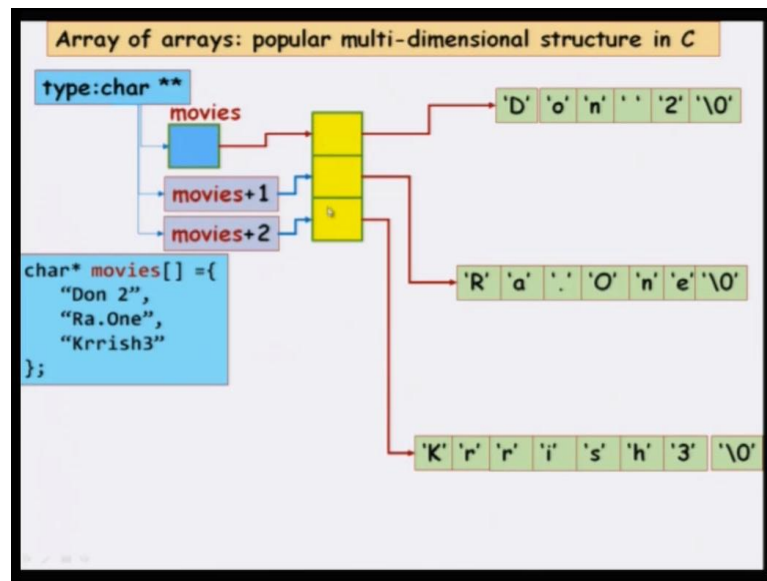 Array of arrays: popular multi-dimensional structure in C
type:char **
movies
‘D’ ‘o’ ‘n’ ‘ ’ ‘2’ ‘\0’
movies+1
movies+2
char* movies[] ={
“Don 2”,
“Ra.One”,
“Krrish3”
};
‘R’ ‘a’ ‘.’ ‘O’ ‘n’ ‘e’ ‘\0’
‘K’ ‘r’ ‘r’ ‘i’ ‘s’ ‘h’ ‘3’ ‘\0’